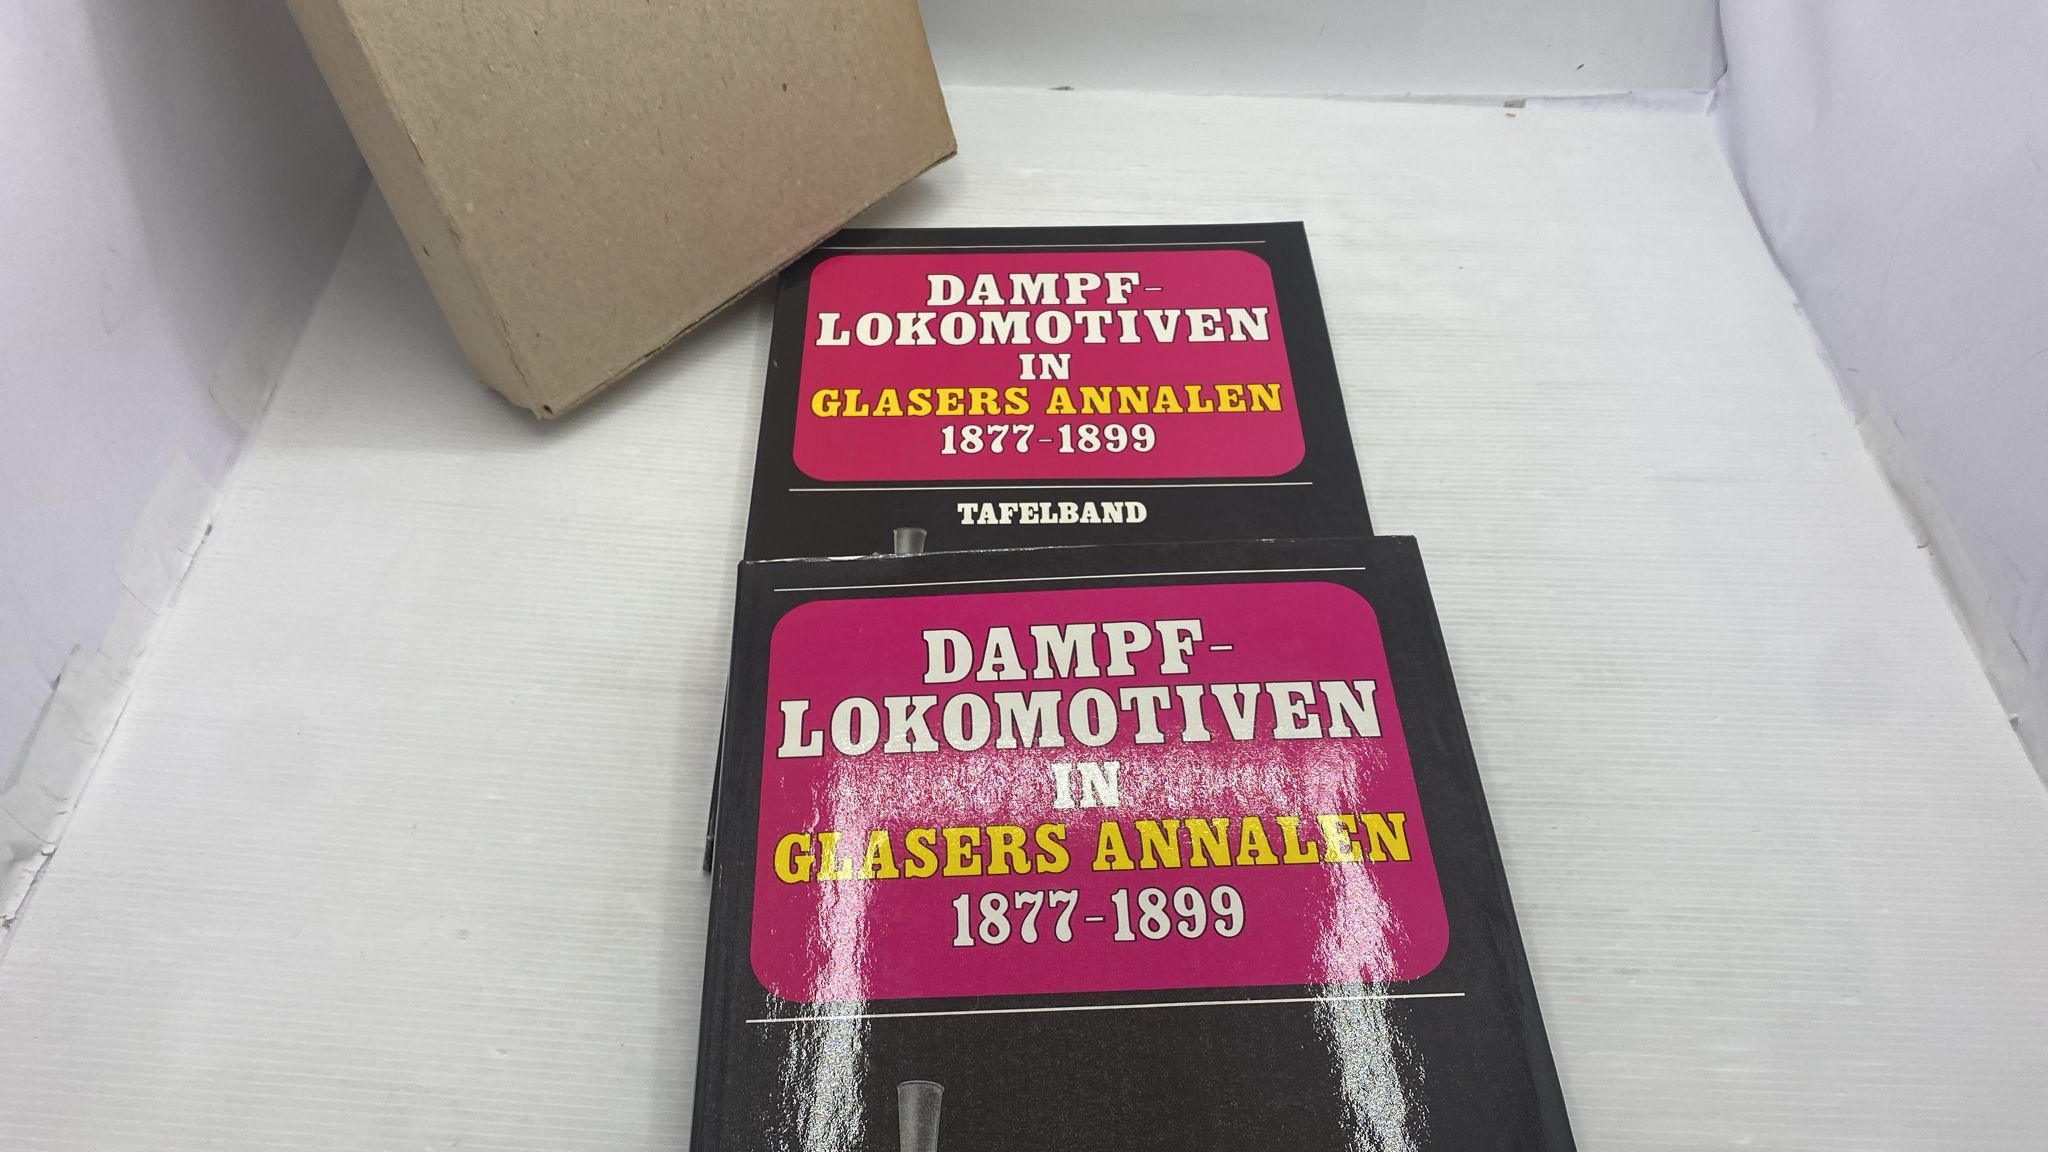 DAMPF-
LOKOMOTIVEN
IN
GLASERS ANNALEN
1877-1899
TAFELBAND
DAMPF-
LOKOMOTIVEN
IN
GLASERS ANNALEN
1877-1899